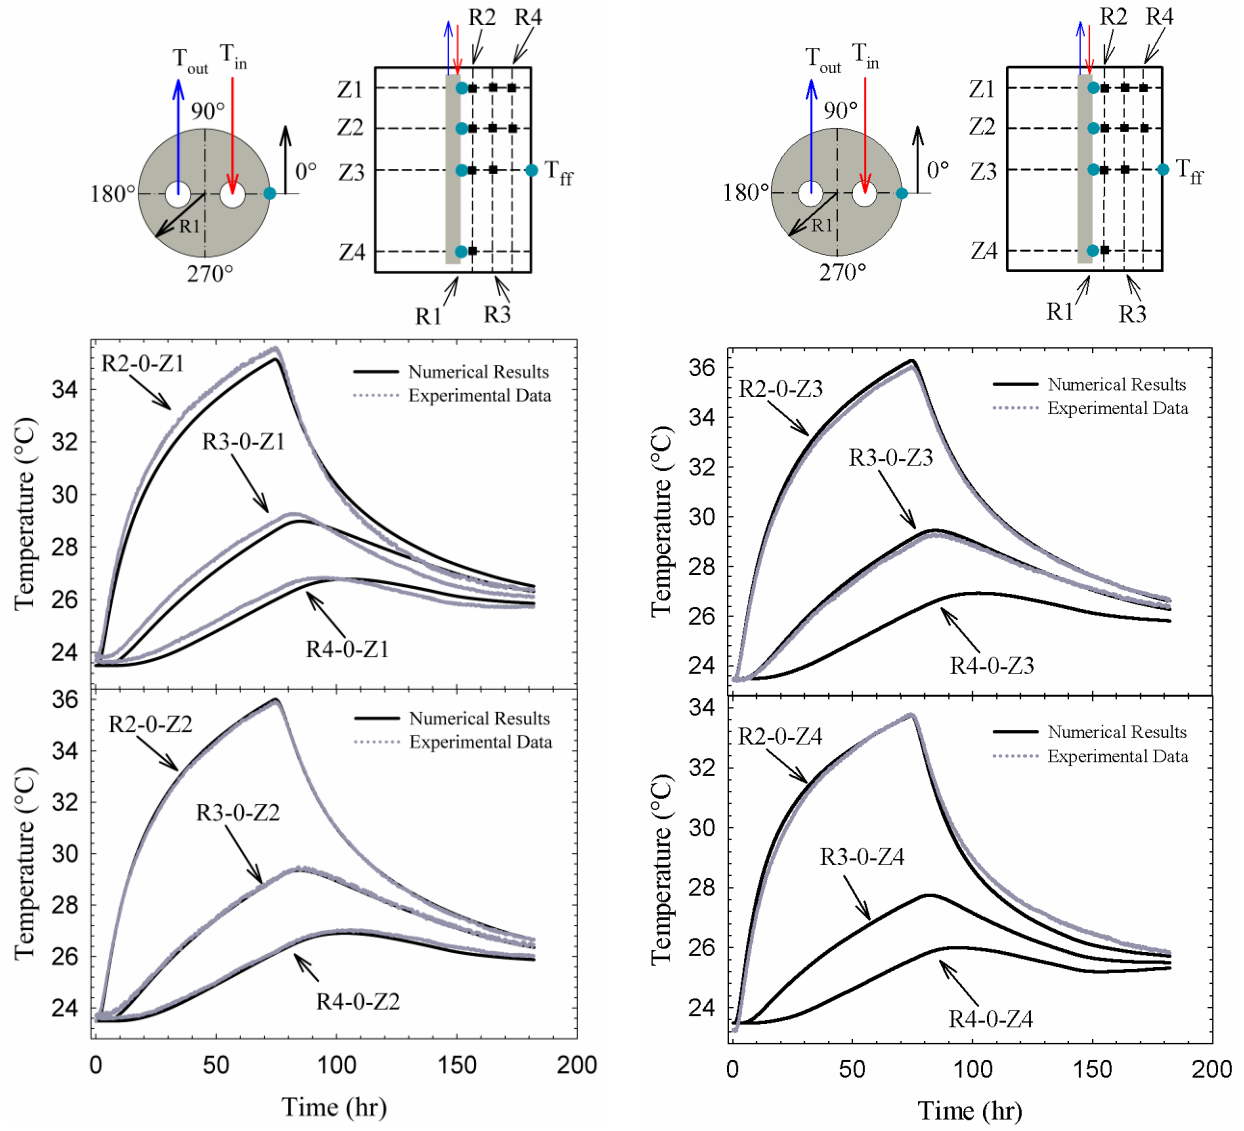 R2 R4
T out T in
90°
Z1
Z2
0°
180°
Z3
T ff
R1
Z4
270°
R1
R3
R2 R4
T out T in
90°
Z1
Z2
0°
180°
Z3
T ff
R1
Z4
270°
R1
R3
R2-0-Z1
Numerical Results
Experimental Data
R3-0-Z1
R4-0-Z1
34
32
30
28
26
24
Temperature (°C)
R2-0-Z2
Numerical Results
Experimental Data
R3-0-Z2
R4-0-Z2
36
34
32
30
28
26
24
Temperature (°C)
0 50 100 150 200
Time (hr)
R2-0-Z3
Numerical Results
Experimental Data
R3-0-Z3
R4-0-Z3
36
34
32
30
28
26
24
Temperature (°C)
R2-0-Z4
Numerical Results
Experimental Data
R3-0-Z4
R4-0-Z4
34
32
30
28
26
24
Temperature (°C)
0 50 100 150 200
Time (hr)